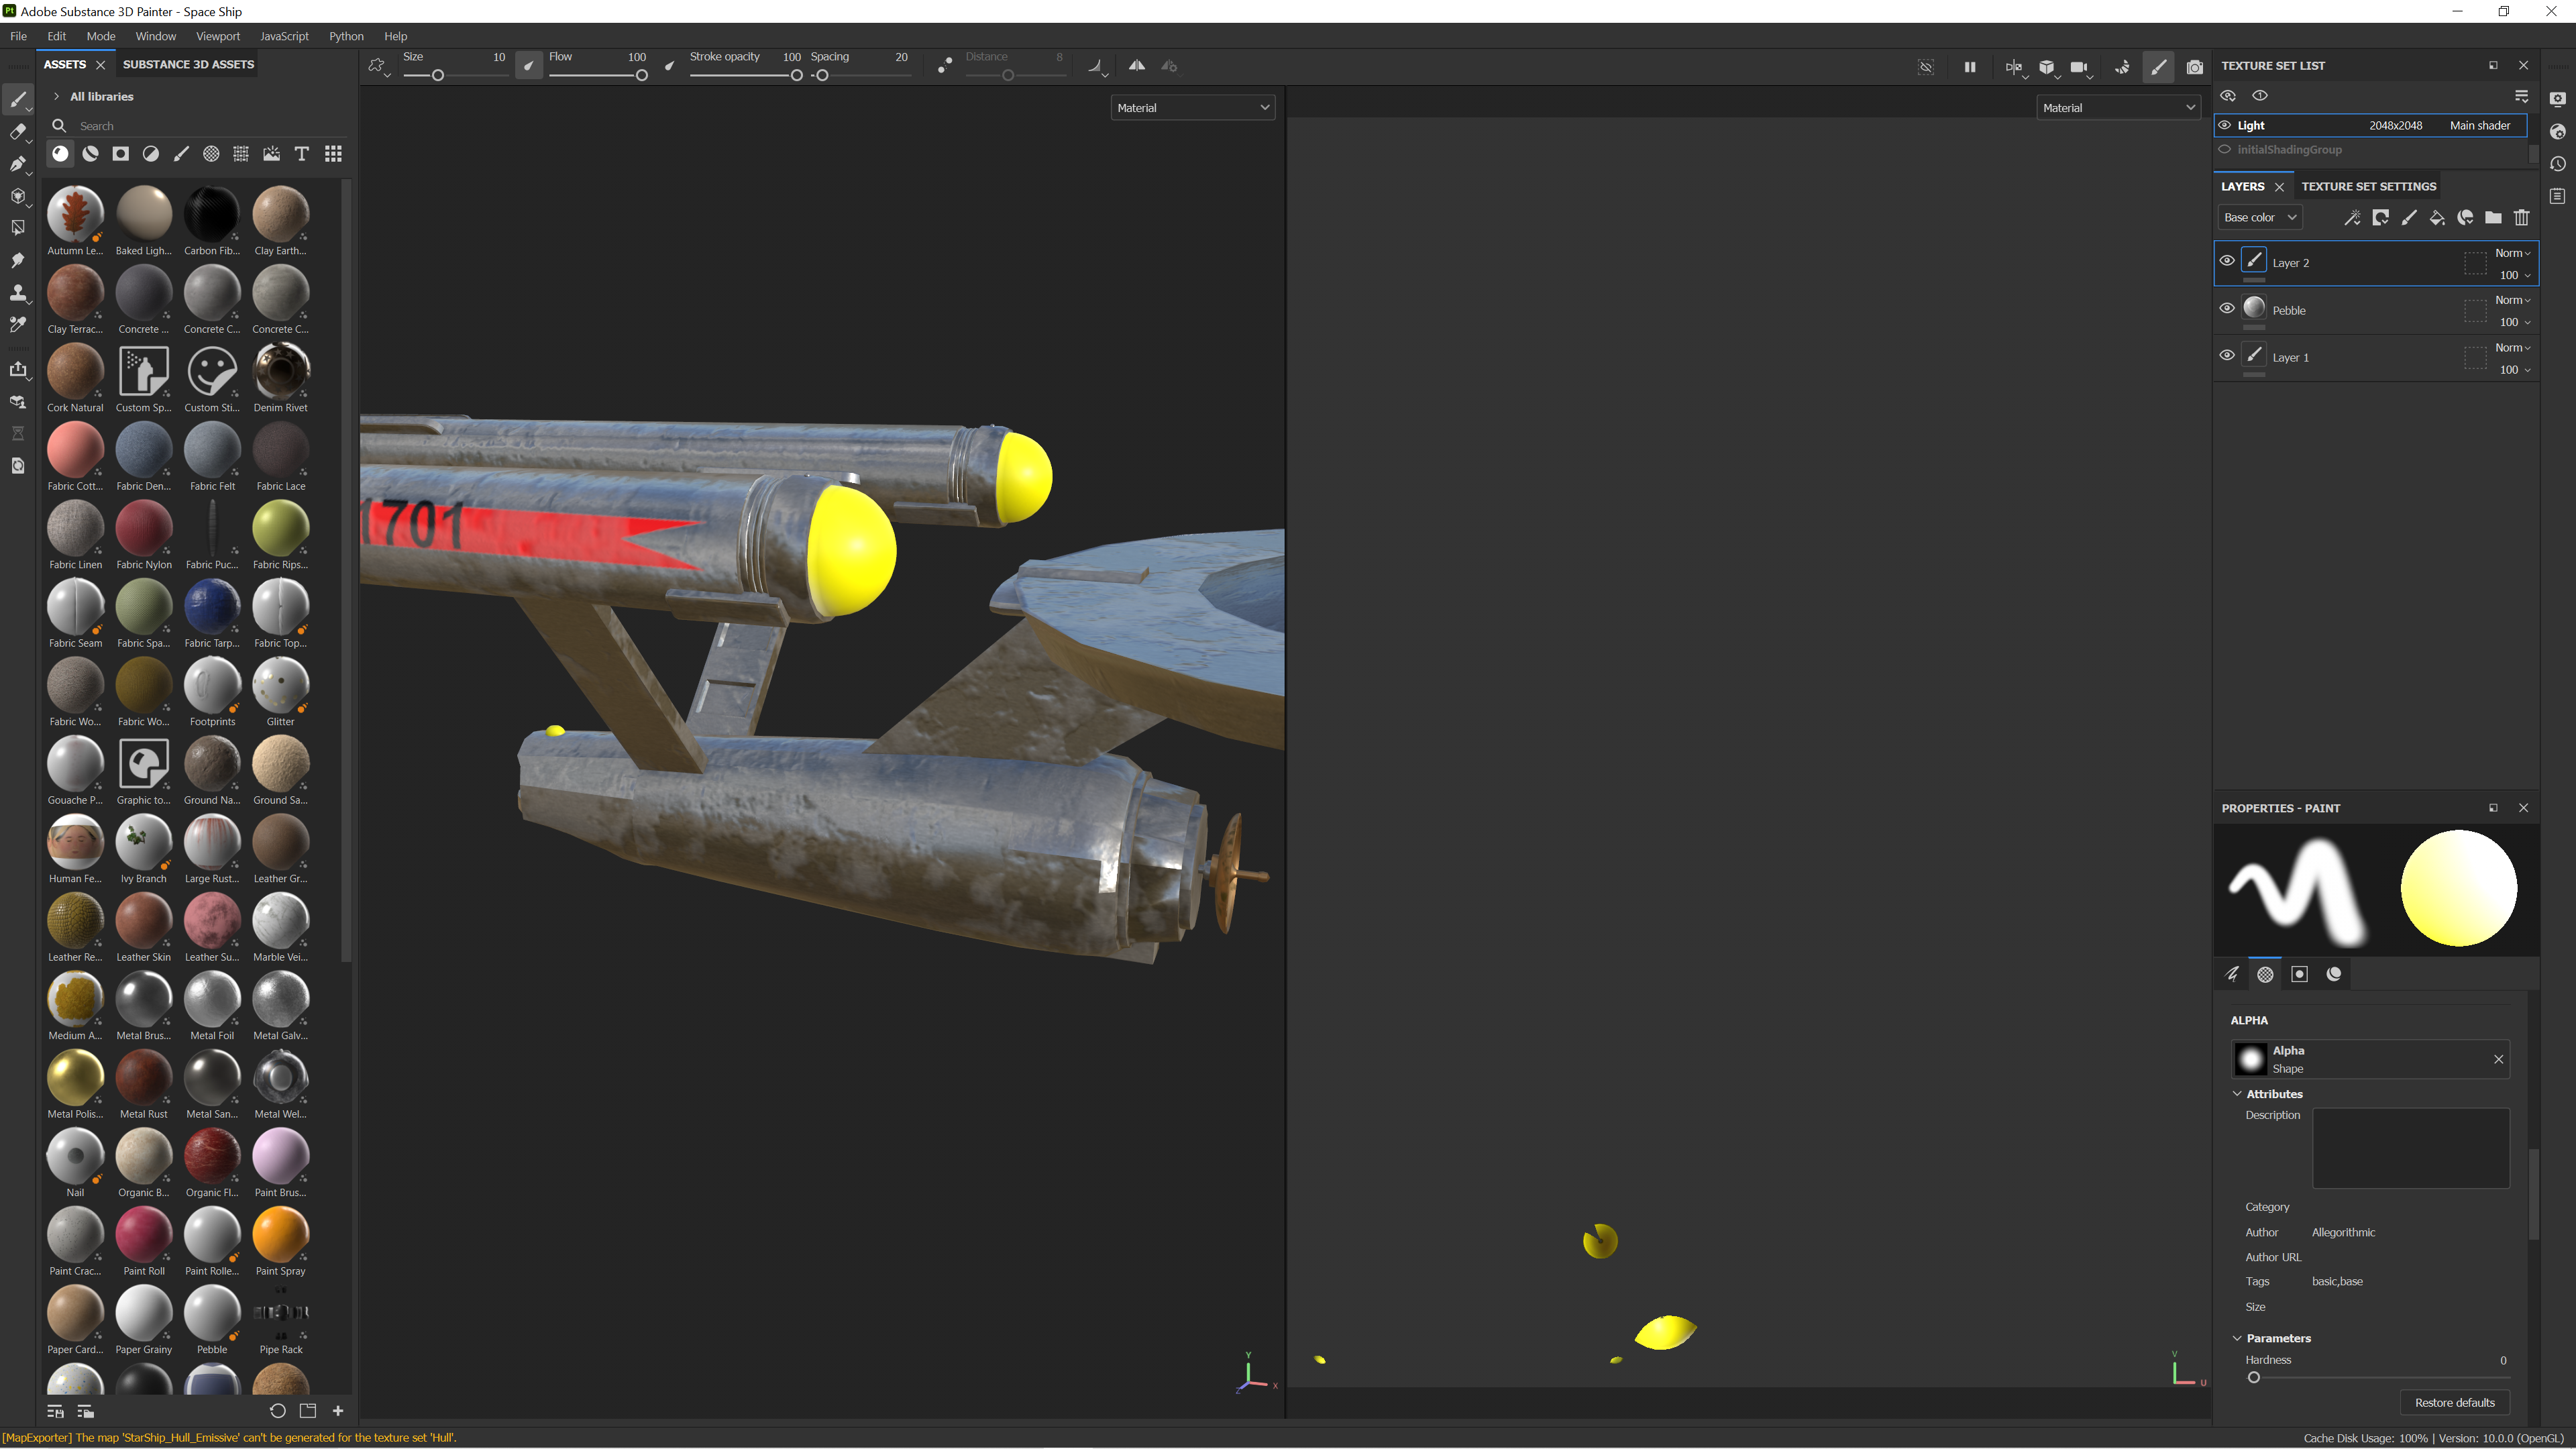 Adobe Substance 3D Painter - Space Ship
File Edit Mode Window Viewport JavaScript Python Help
ASSETS SUBSTANCE 3D ASSETS
Size 10 Flow 100 Stroke opacity 100 Spacing 20 Distance 8
All libraries
Search
Material
Material
Autumn Le... Baked Ligh... Carbon Fib... Clay Earth...
Clay Terrac... Concrete ... Concrete C... Concrete C...
Cork Natural Custom Sp... Custom Sti... Denim Rivet
Fabric Cott... Fabric Den... Fabric Felt Fabric Lace
Fabric Linen Fabric Nylon Fabric Puc... Fabric Rips...
Fabric Seam Fabric Spa... Fabric Tarp... Fabric Top...
Fabric Wo... Fabric Wo... Footprints Glitter
Gouache P... Graphic to... Ground Na... Ground Sa...
Human Fe... Ivy Branch Large Rust... Leather Gr...
Leather Re... Leather Skin Leather Su... Marble Vei...
Medium A... Metal Brus... Metal Foil Metal Galv...
Metal Polis... Metal Rust Metal San... Metal Wel...
Nail Organic B... Organic Fl... Paint Brus...
Paint Crac... Paint Roll Paint Rolle... Paint Spray
Paper Card... Paper Grainy Pebble Pipe Rack
1701
Y
X
Z
V
U
TEXTURE SET LIST
Light 2048x2048 Main shader
initialShadingGroup
LAYERS TEXTURE SET SETTINGS
Base color
Layer 2 Norm
100
Pebble Norm
100
Layer 1 Norm
100
PROPERTIES - PAINT
ALPHA
Alpha
Shape
Attributes
Description
Category
Author Allegorithmic
Author URL
Tags basic,base
Size
Parameters
Hardness 0
Restore defaults
[MapExporter] The map 'StarShip_Hull_Emissive' can't be generated for the texture set 'Hull'.
Cache Disk Usage: 100% | Version: 10.0.0 (OpenGL)